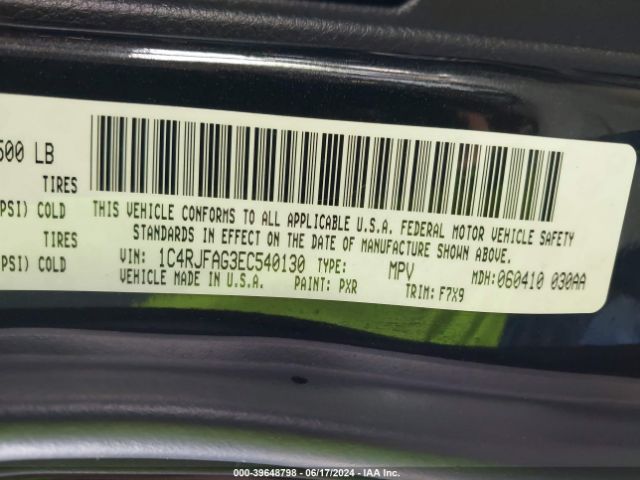 500 LB
TIRES
PSI) COLD
TIRES
PSI) COLD
THIS VEHICLE CONFORMS TO ALL APPLICABLE U.S.A. FEDERAL MOTOR VEHICLE SAFETY
STANDARDS IN EFFECT ON THE DATE OF MANUFACTURE SHOWN ABOVE.
VIN: 1C4RJFAG3EC540130 TYPE: MPV MDH:060410 030AA
VEHICLE MADE IN U.S.A. PAINT: PXR TRIM: F7X9
000-39648798 - 06/17/2024 - IAA Inc.